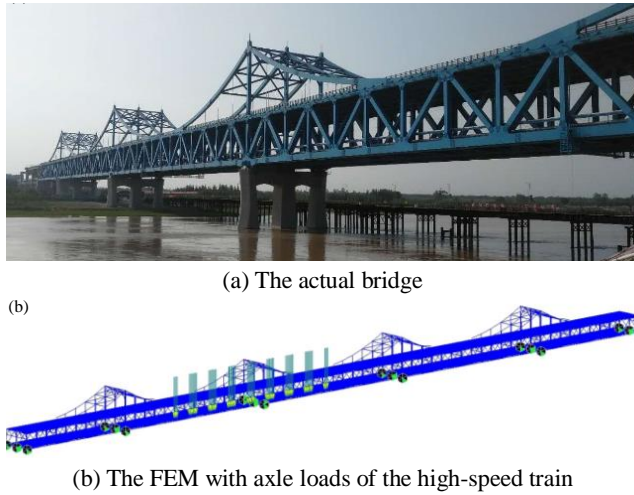 (a) The actual bridge
(b)
(b) The FEM with axle loads of the high-speed train